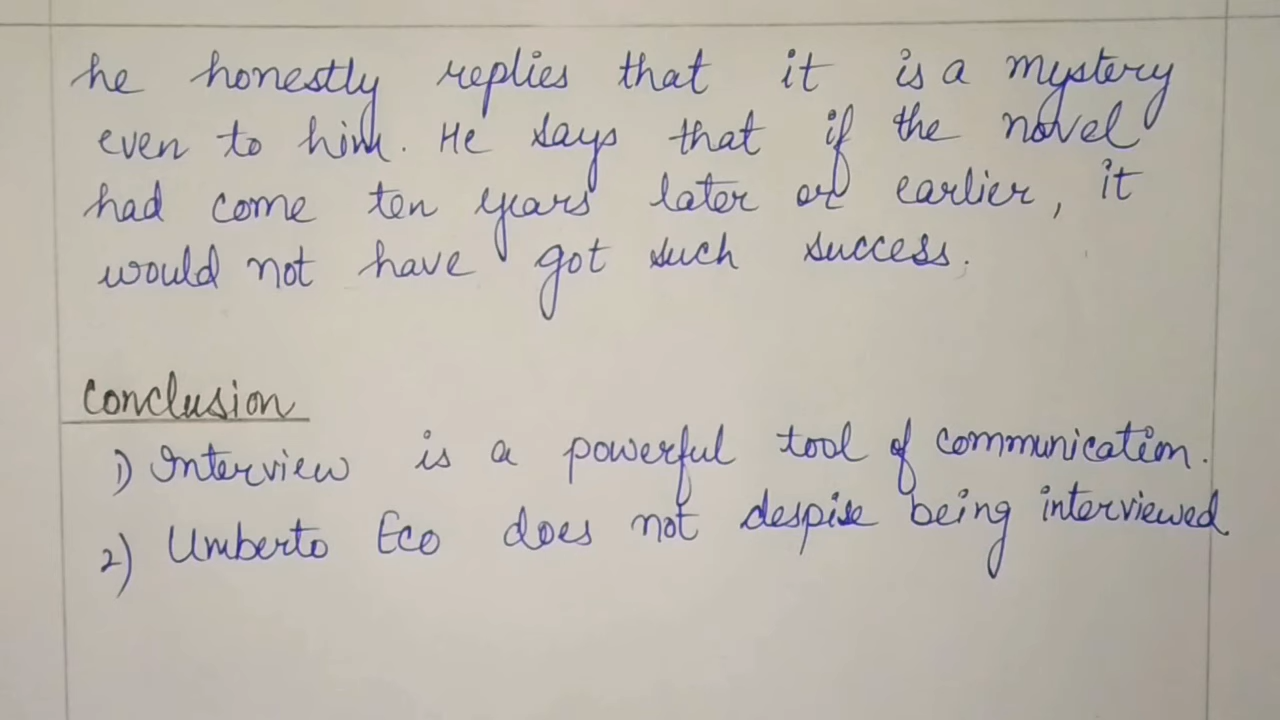 he honestly replies that it is a mystery
even to him. He says that if the novel
had come ten years later or earlier, it
would not have got such success.
Conclusion
1) Interview is a powerful tool of communication.
2) Umberto Eco does not despise being interviewed